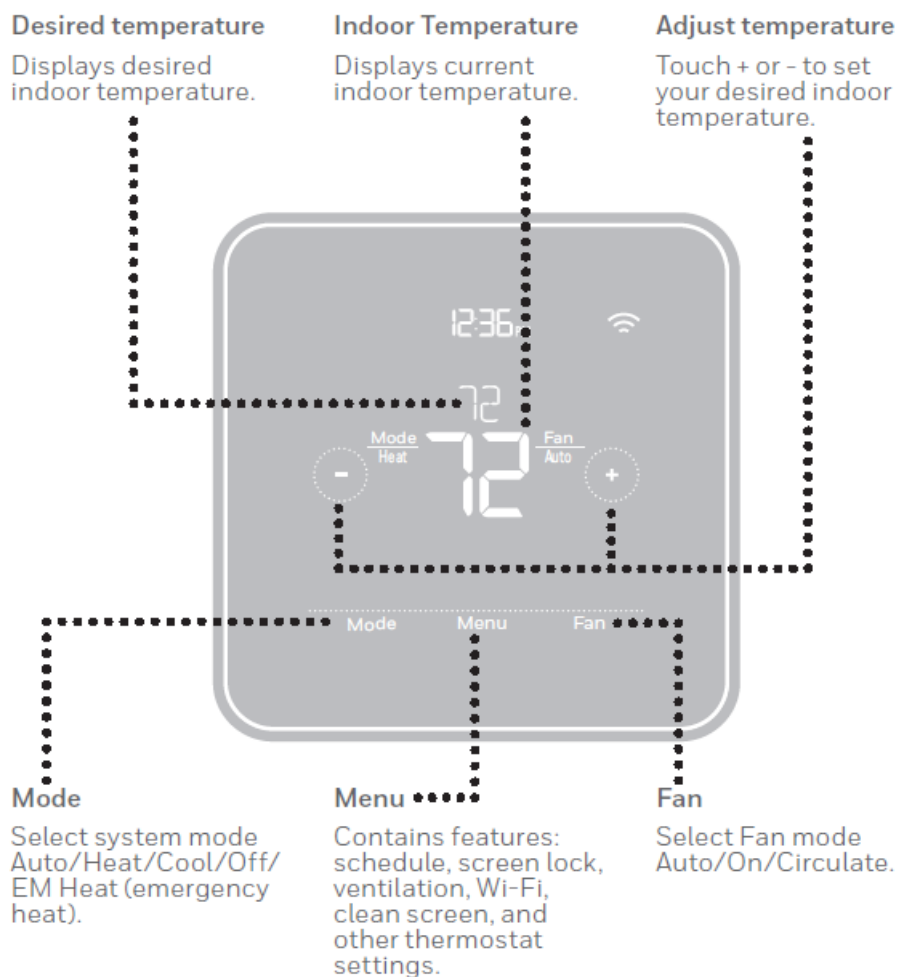 Desired temperature
Displays desired
indoor temperature.
Indoor Temperature
Displays current
indoor temperature.
Adjust temperature
Touch + or - to set
your desired indoor
temperature.
12:36
72
Mode
Heat
72
Fan
Auto
-
+
Mode Menu Fan
Mode
Select system mode
Auto/Heat/Cool/Off/
EM Heat (emergency
heat).
Menu
Contains features:
schedule, screen lock,
ventilation, Wi-Fi,
clean screen, and
other thermostat
settings.
Fan
Select Fan mode
Auto/On/Circulate.